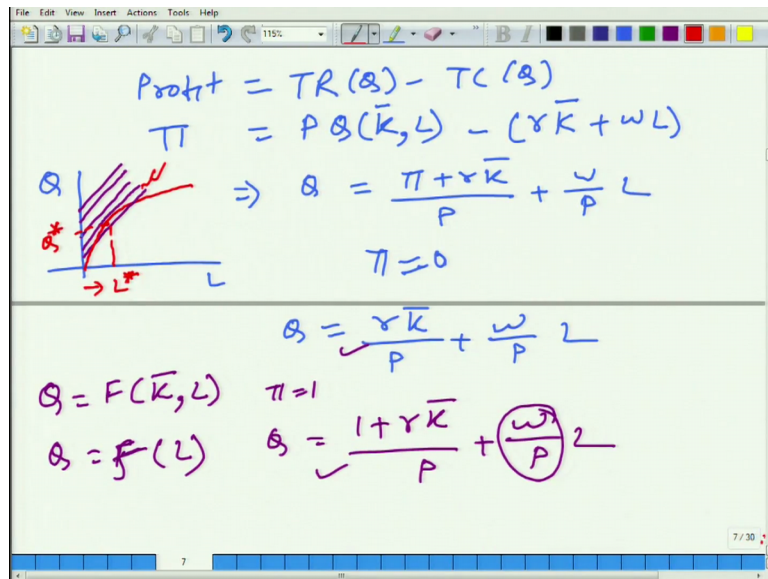 File Edit View Insert Actions Tools Help
115%
B I
Profit = TR(Q) - TC(Q)
Π = PQ(K̄, L) - (rK̄ + wL)
Q
⇒ Q = (Π + rK̄)/P + (w/P) L
Q*
→ L*
L
Π = 0
Q = rK̄/P + (w/P) L
Q = F(K̄, L)
Π = 1
Q = f(L)
Q = (1 + rK̄)/P + (w/P) L
7 / 30
7